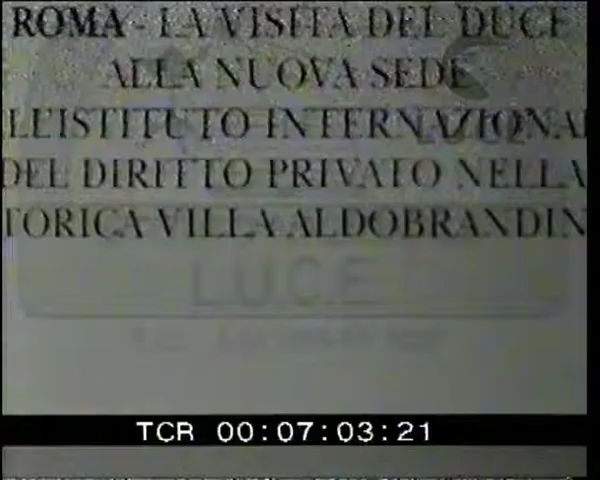 ROMA - LA VISITA DEL DUCE
ALLA NUOVA SEDE
LL'ISTITUTO INTERNAZIONAL
DEL DIRITTO PRIVATO NELLA
TORICA VILLA ALDOBRANDIN
L.U.C.E.
TCR 00:07:03:21